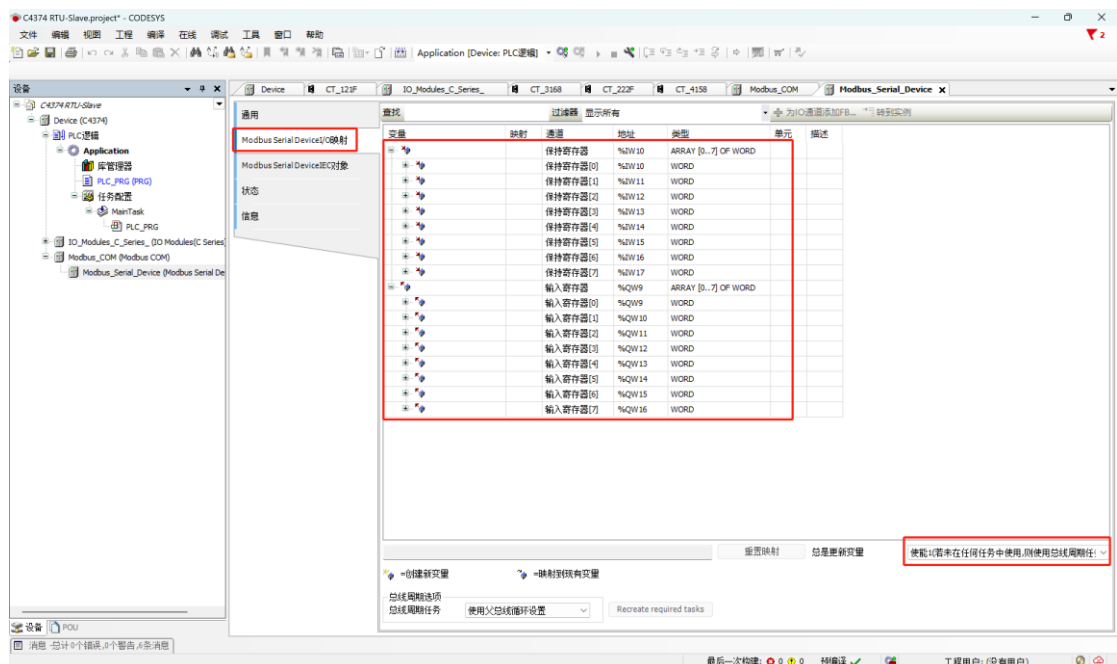 C4374 RTU-Slave.project* - CODESYS
文件 编辑 视图 工程 编译 在线 调试 工具 窗口 帮助
2
Application [Device: PLC逻辑]
设备
Device CT_121F IO_Modules_C_Series_ CT_3168 CT_222F CT_4158 Modbus_COM Modbus_Serial_Device
C4374 RTU-Slave
Device (C4374)
PLC逻辑
Application
库管理器
PLC_PRG (PRG)
任务配置
MainTask
PLC_PRG
IO_Modules_C_Series_ (IO Modules(C Series
Modbus_COM (Modbus COM)
Modbus_Serial_Device (Modbus Serial De
通用
Modbus Serial DeviceI/O映射
Modbus Serial DeviceIEC对象
状态
信息
查找 过滤器 显示所有 为IO通道添加FB... 转到实例
变量 映射 通道 地址 类型 单元 描述
保持寄存器 %IW10 ARRAY [0..7] OF WORD
保持寄存器[0] %IW10 WORD
保持寄存器[1] %IW11 WORD
保持寄存器[2] %IW12 WORD
保持寄存器[3] %IW13 WORD
保持寄存器[4] %IW14 WORD
保持寄存器[5] %IW15 WORD
保持寄存器[6] %IW16 WORD
保持寄存器[7] %IW17 WORD
输入寄存器 %QW9 ARRAY [0..7] OF WORD
输入寄存器[0] %QW9 WORD
输入寄存器[1] %QW10 WORD
输入寄存器[2] %QW11 WORD
输入寄存器[3] %QW12 WORD
输入寄存器[4] %QW13 WORD
输入寄存器[5] %QW14 WORD
输入寄存器[6] %QW15 WORD
输入寄存器[7] %QW16 WORD
重置映射 总是更新变量 使能1(若未在任何任务中使用,则使用总线周期任
=创建新变量 =映射到现有变量
总线周期选项
总线周期任务 使用父总线循环设置 Recreate required tasks
设备 POU
消息 -总计0个错误,0个警告,6条消息
最后一次构建: 0 0 预编译 工程用户: (没有用户)